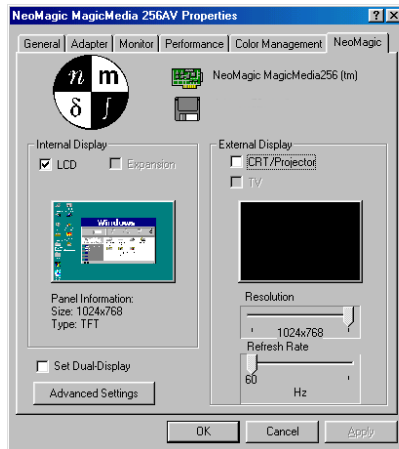 NeoMagic MagicMedia 256AV Properties
General Adapter Monitor Performance Color Management NeoMagic
n m
δ ∫
NeoMagic MagicMedia256 (tm)
Internal Display
LCD Expansion
Windows
Panel Information:
Size: 1024x768
Type: TFT
Set Dual-Display
Advanced Settings
External Display
CRT/Projector
TV
Resolution
1024x768
Refresh Rate
60
Hz
OK Cancel Apply